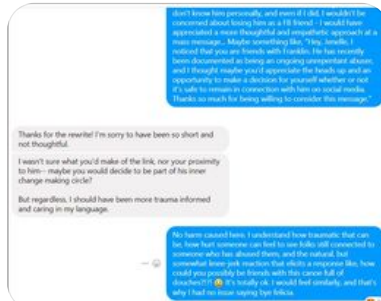 don't know him personally, and even if I did, I wouldn't be
concerned about losing him as a FB friend - I would have
appreciated a more thoughtful and empathetic approach at a
mass message... Maybe something like, "Hey, Jenelle, I
noticed that you are friends with Franklin. He has recently
been documented as being an ongoing unrepentant abuser,
and I thought maybe you'd appreciate the heads up and an
opportunity to make a decision for yourself whether or not
it's safe to remain in connection with him on social media.
Thanks so much for being willing to consider this message."
Thanks for the rewrite! I'm sorry to have been so short and
not thoughtful.
I wasn't sure what you'd make of the link, nor your proximity
to him-- maybe you would decide to be part of his inner
change making circle?
But regardless, I should have been more trauma informed
and caring in my language.
No harm caused here. I understand how traumatic that can
be, how hurt someone can feel to see folks still connected to
someone who has abused them, and the natural, but
somewhat knee-jerk reaction that elicits a response like, how
could you possibly be friends with this canoe full of
douches?!?! 😅 It's totally ok. I would feel similarly, and that's
why I had no issue saying bye felicia.